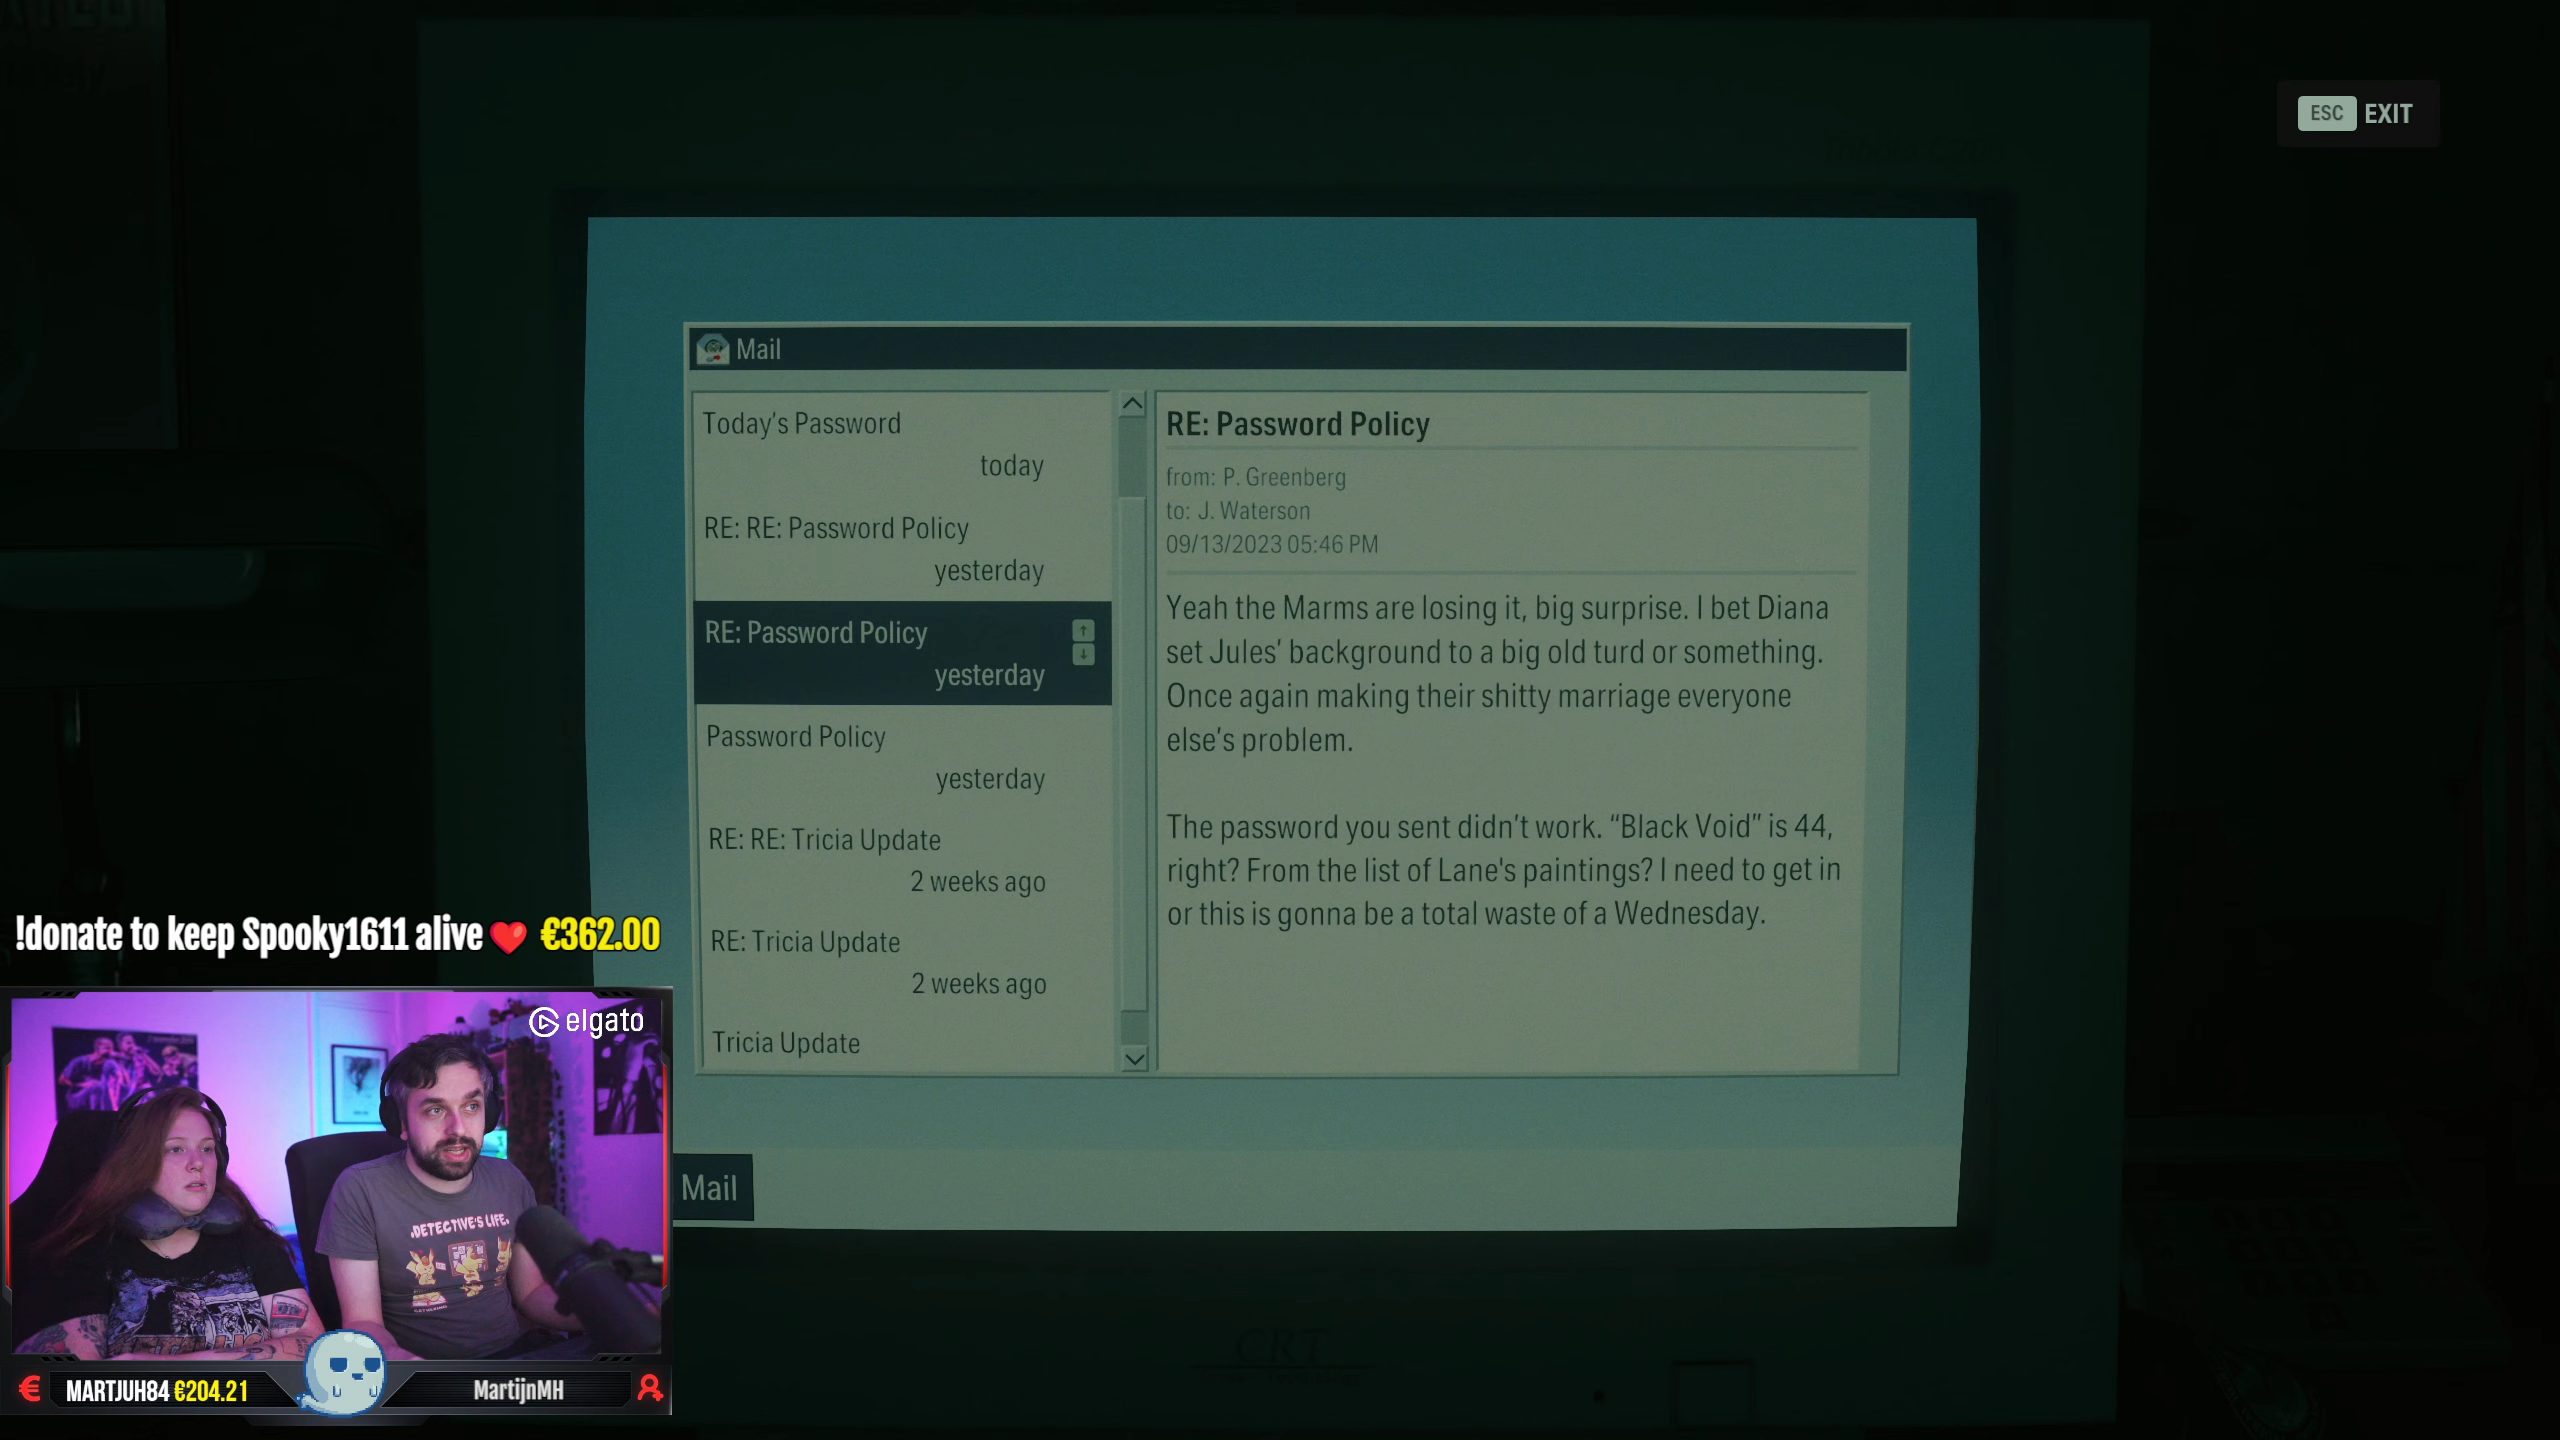 ESC EXIT
Mail
Today's Password
today
RE: RE: Password Policy
yesterday
RE: Password Policy
yesterday
Password Policy
yesterday
RE: RE: Tricia Update
2 weeks ago
RE: Tricia Update
2 weeks ago
Tricia Update
RE: Password Policy
from: P. Greenberg
to: J. Waterson
09/13/2023 05:46 PM
Yeah the Marms are losing it, big surprise. I bet Diana
set Jules' background to a big old turd or something.
Once again making their shitty marriage everyone
else's problem.
The password you sent didn't work. "Black Void" is 44,
right? From the list of Lane's paintings? I need to get in
or this is gonna be a total waste of a Wednesday.
Mail
CRT
!donate to keep Spooky1611 alive €362.00
elgato
DETECTIVE'S LIFE.
€ MARTJUH84 €204.21
MartijnMH